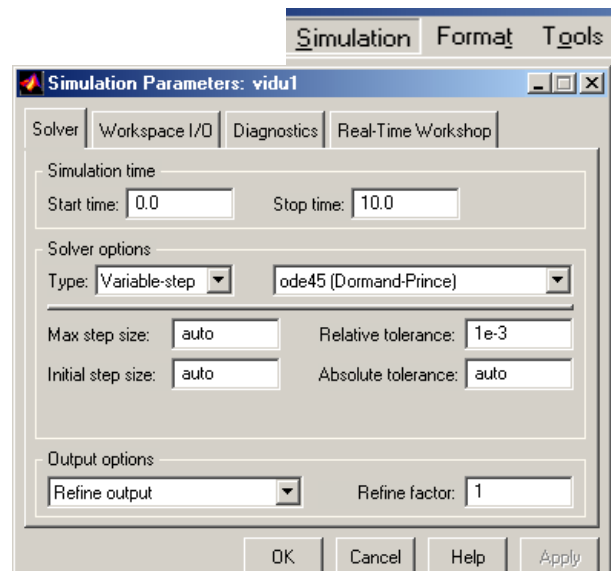 Simulation Format Tools
Simulation Parameters: vidu1
Solver Workspace I/O Diagnostics Real-Time Workshop
Simulation time
Start time: 0.0 Stop time: 10.0
Solver options
Type: Variable-step ode45 (Dormand-Prince)
Max step size: auto Relative tolerance: 1e-3
Initial step size: auto Absolute tolerance: auto
Output options
Refine output Refine factor: 1
OK Cancel Help Apply